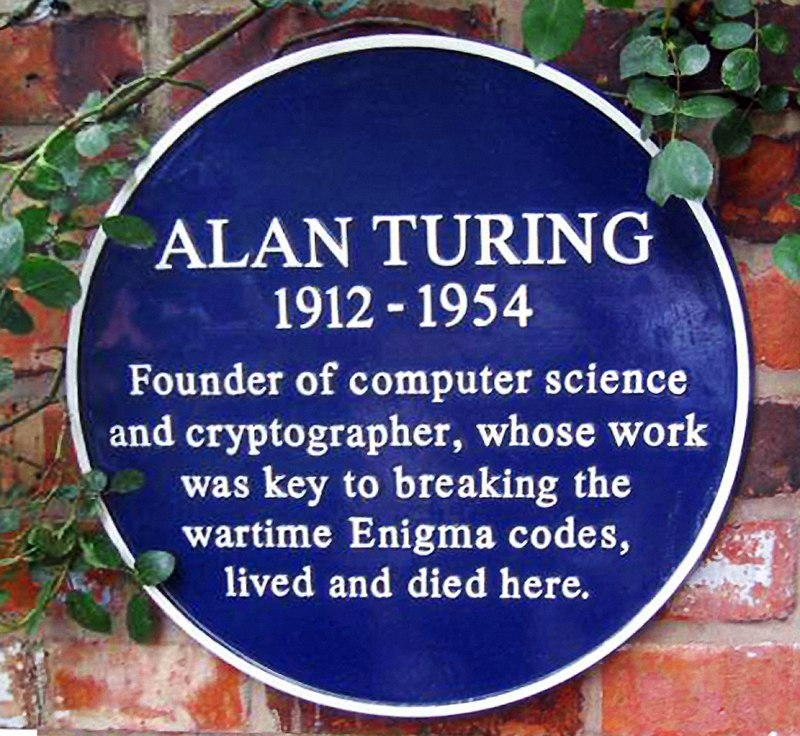 ALAN TURING
1912 - 1954
Founder of computer science
and cryptographer, whose work
was key to breaking the
wartime Enigma codes,
lived and died here.